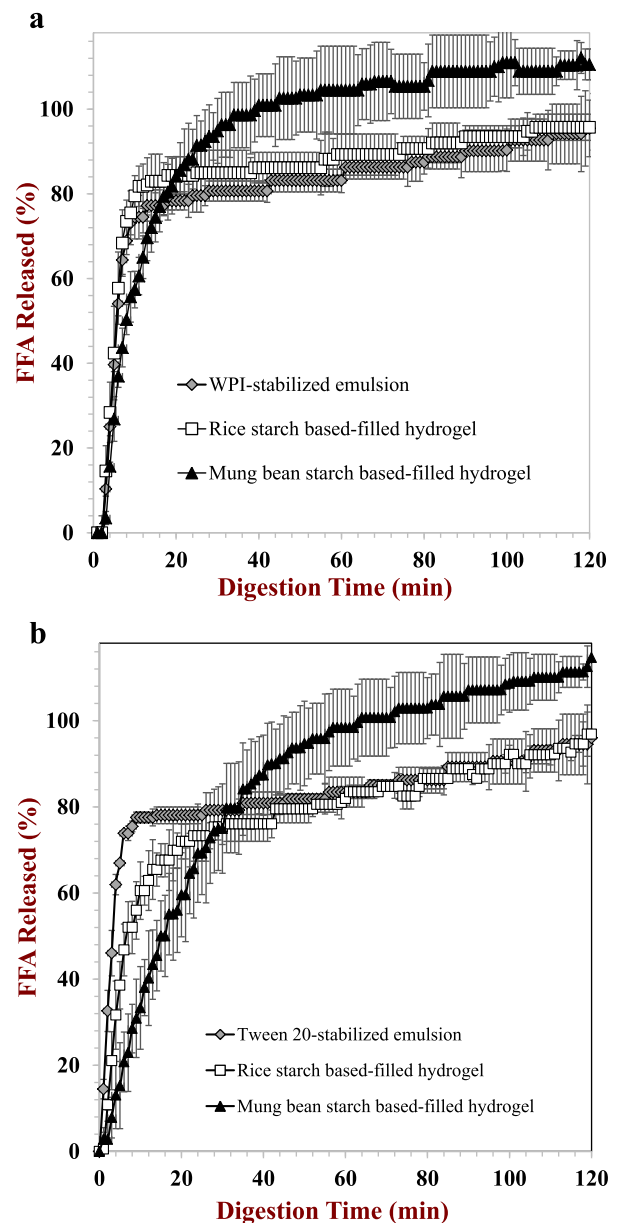 a
100
80
60
40
20
0
FFA Released (%)
WPI-stabilized emulsion
Rice starch based-filled hydrogel
Mung bean starch based-filled hydrogel
0 20 40 60 80 100 120
Digestion Time (min)
b
100
80
60
40
20
0
FFA Released (%)
Tween 20-stabilized emulsion
Rice starch based-filled hydrogel
Mung bean starch based-filled hydrogel
0 20 40 60 80 100 120
Digestion Time (min)